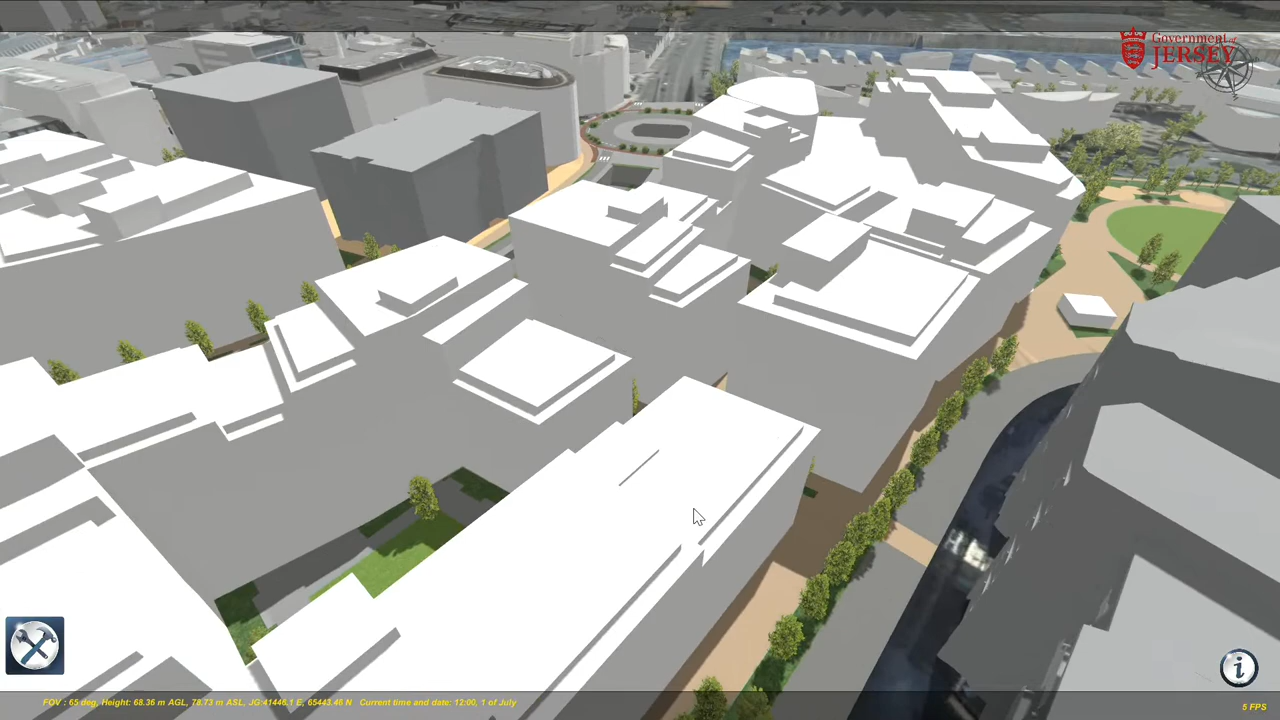 Government of
JERSEY
FOV : 65 deg, Height: 68.36 m AGL, 78.73 m ASL, JG:41446.1 E, 65443.46 N Current time and date: 12:00, 1 of July
5 FPS